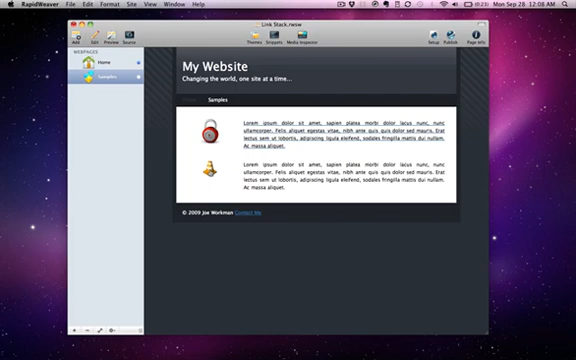 RapidWeaver File Edit Format Site View Window Help
(0:23) Mon Sep 28 12:08 AM
Link Stack.rwsw
Add Edit Preview Source Themes Snippets Media Inspector Setup Publish Page Info
WEBPAGES
Home
Samples
My Website
Changing the world, one site at a time...
Samples
Lorem ipsum dolor sit amet, sapien platea morbi dolor lacus nunc, nunc
ullamcorper. Felis aliquet egestas vitae, nibh ante quis quis dolor sed mauris. Erat
lectus sem ut lobortis, adipiscing ligula eleifend, sodales fringilla mattis dui nullam.
Ac massa aliquet.
Lorem ipsum dolor sit amet, sapien platea morbi dolor lacus nunc, nunc
ullamcorper. Felis aliquet egestas vitae, nibh ante quis quis dolor sed mauris. Erat
lectus sem ut lobortis, adipiscing ligula eleifend, sodales fringilla mattis dui nullam.
Ac massa aliquet.
© 2009 Joe Workman Contact Me